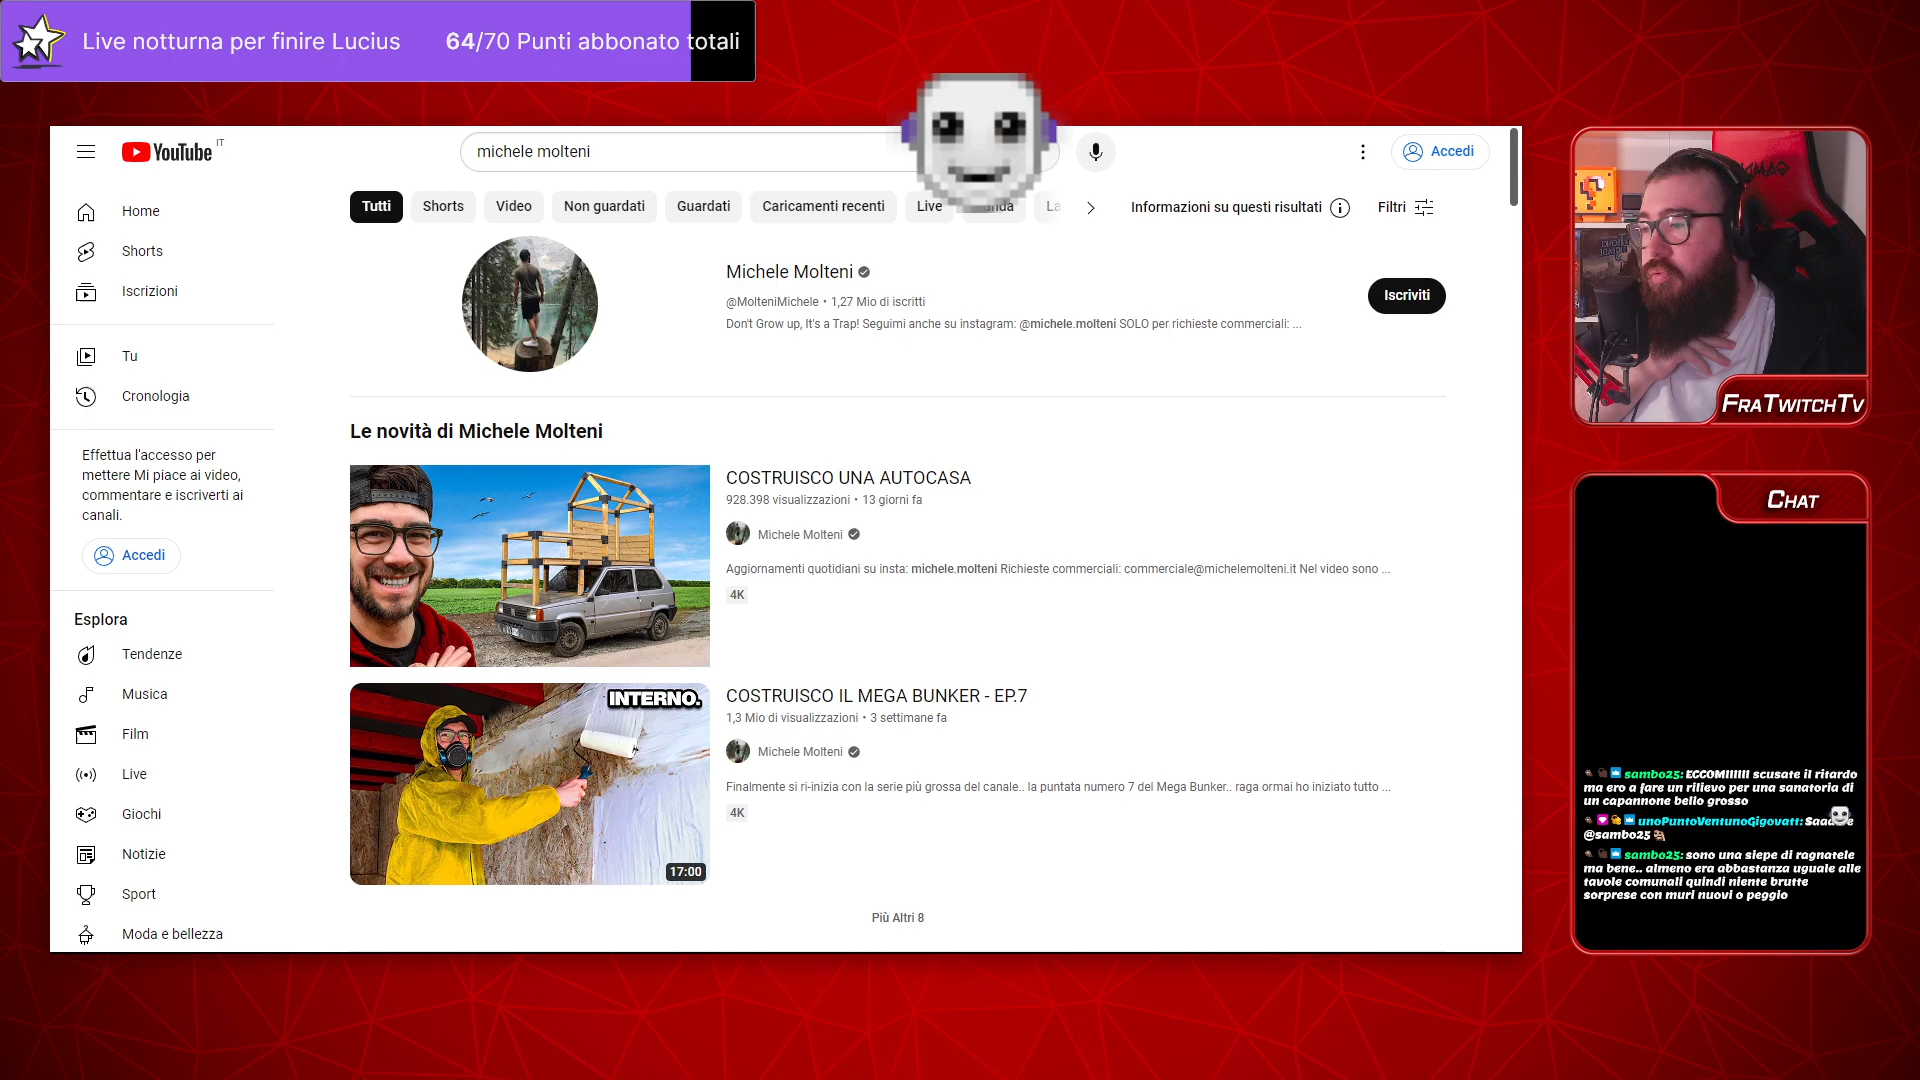 Live notturna per finire Lucius 64/70 Punti abbonato totali
YouTube IT
michele molteni
Accedi
Tutti Shorts Video Non guardati Guardati Caricamenti recenti Live La
Informazioni su questi risultati Filtri
Home
Shorts
Iscrizioni
Tu
Cronologia
Effettua l'accesso per
mettere Mi piace ai video,
commentare e iscriverti ai
canali.
Accedi
Esplora
Tendenze
Musica
Film
Live
Giochi
Notizie
Sport
Moda e bellezza
Michele Molteni
@MolteniMichele • 1,27 Mio di iscritti
Don't Grow up, It's a Trap! Seguimi anche su instagram: @michele.molteni SOLO per richieste commerciali: ...
Iscriviti
Le novità di Michele Molteni
COSTRUISCO UNA AUTOCASA
928.398 visualizzazioni • 13 giorni fa
Michele Molteni
Aggiornamenti quotidiani su insta: michele.molteni Richieste commerciali: commerciale@michelemolteni.it Nel video sono ...
4K
INTERNO.
17:00
COSTRUISCO IL MEGA BUNKER - EP.7
1,3 Mio di visualizzazioni • 3 settimane fa
Michele Molteni
Finalmente si ri-inizia con la serie più grossa del canale.. la puntata numero 7 del Mega Bunker.. raga ormai ho iniziato tutto ...
4K
Più Altri 8
FRATWITCHTV
CHAT
sambo25: ECCOMIIIIII scusate il ritardo
ma ero a fare un rilievo per una sanatoria di
un capannone bello grosso
unoPuntoVentunoGigovatt:
@sambo25
sambo25: sono una siepe di ragnatele
ma bene.. almeno era abbastanza uguale alle
tavole comunali quindi niente brutte
sorprese con muri nuovi o peggio